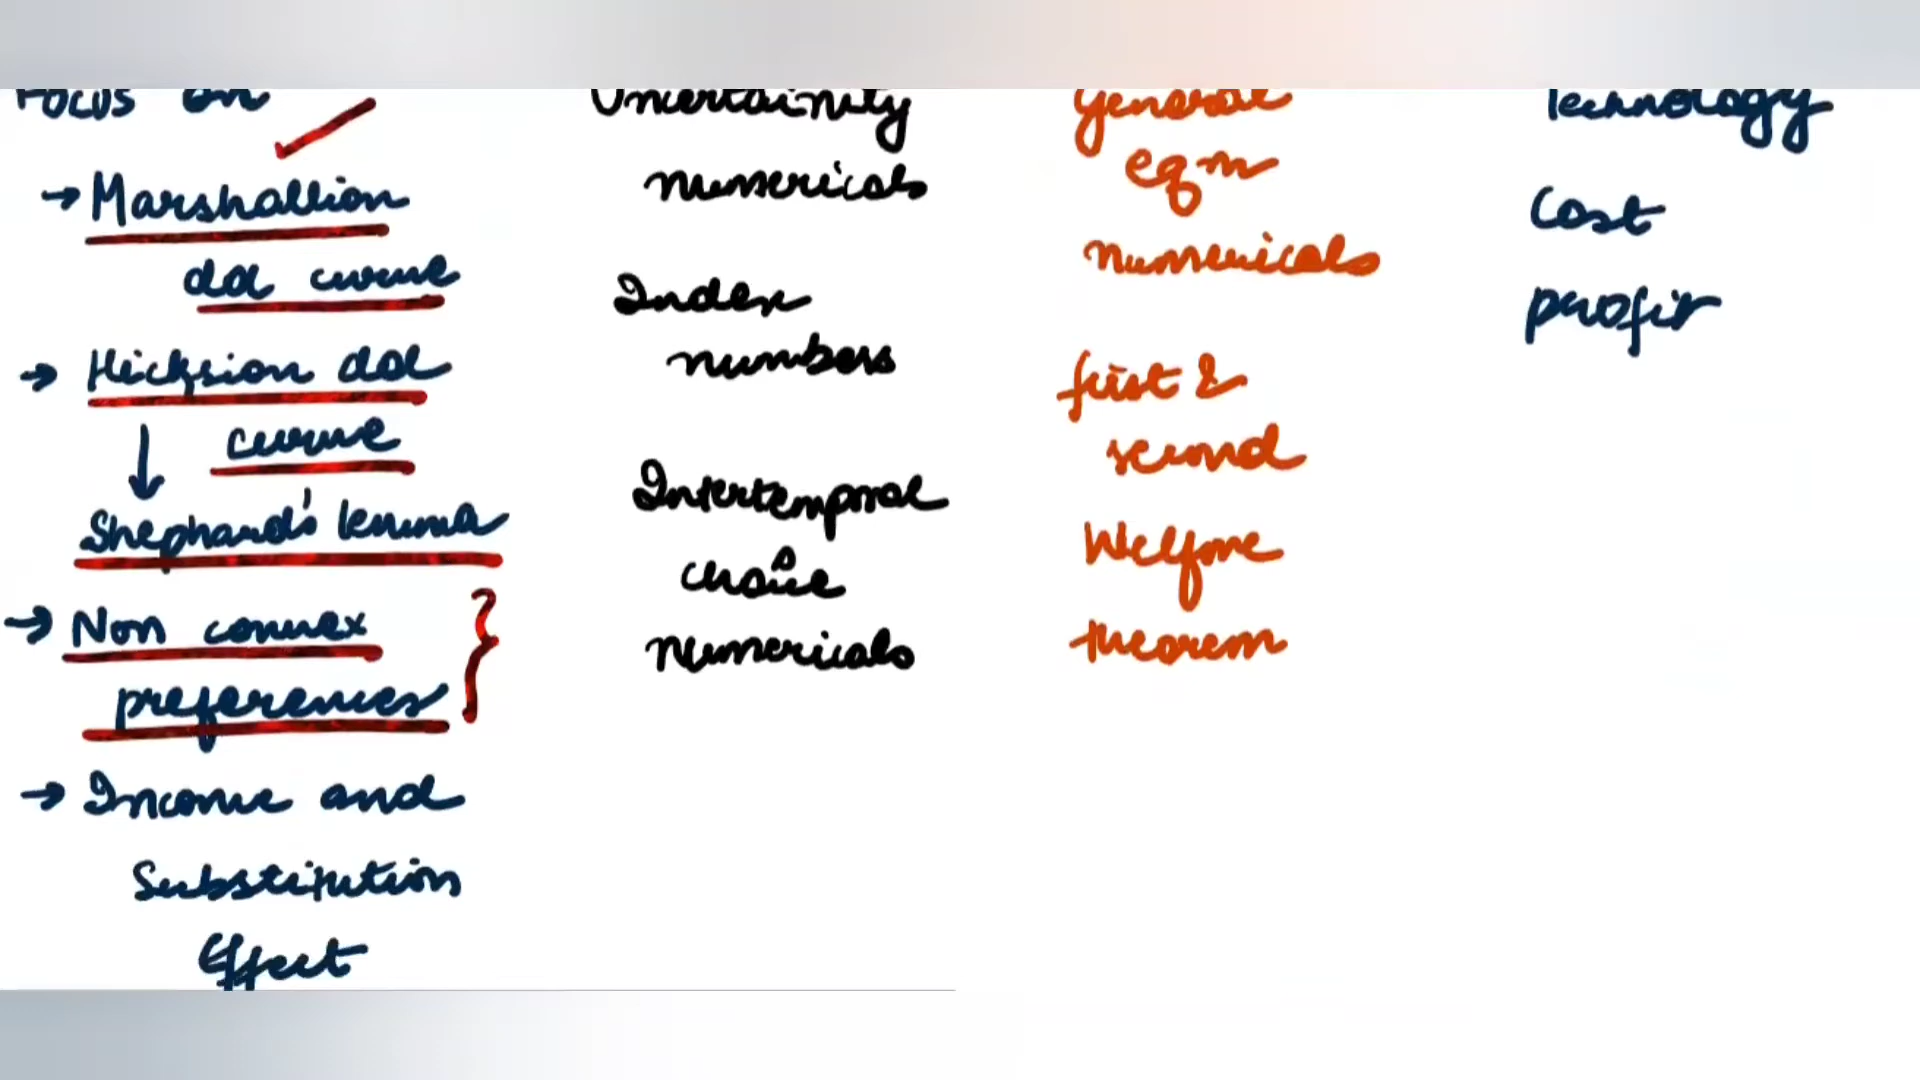 Focus on
→ Marshallian
dd curve
→ Hicksian dd
curve
↓
Shephard's lemma
→ Non convex
preferences
→ Income and
Substitution
Effect
Uncertainity
numericals
Index
numbers
Intertemporal
choice
numericals
General
eqm
numericals
first &
second
Welfare
theorem
Technology
Cost
profit